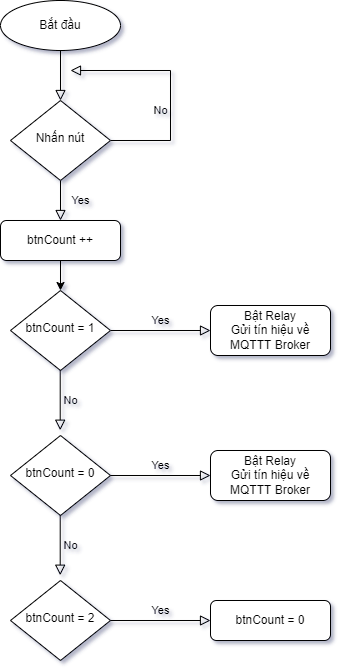 Bắt đầu
No
Nhấn nút
Yes
btnCount ++
btnCount = 1
Yes
Bật Relay
Gửi tín hiệu về
MQTTT Broker
No
btnCount = 0
Yes
Bật Relay
Gửi tín hiệu về
MQTTT Broker
No
btnCount = 2
Yes
btnCount = 0